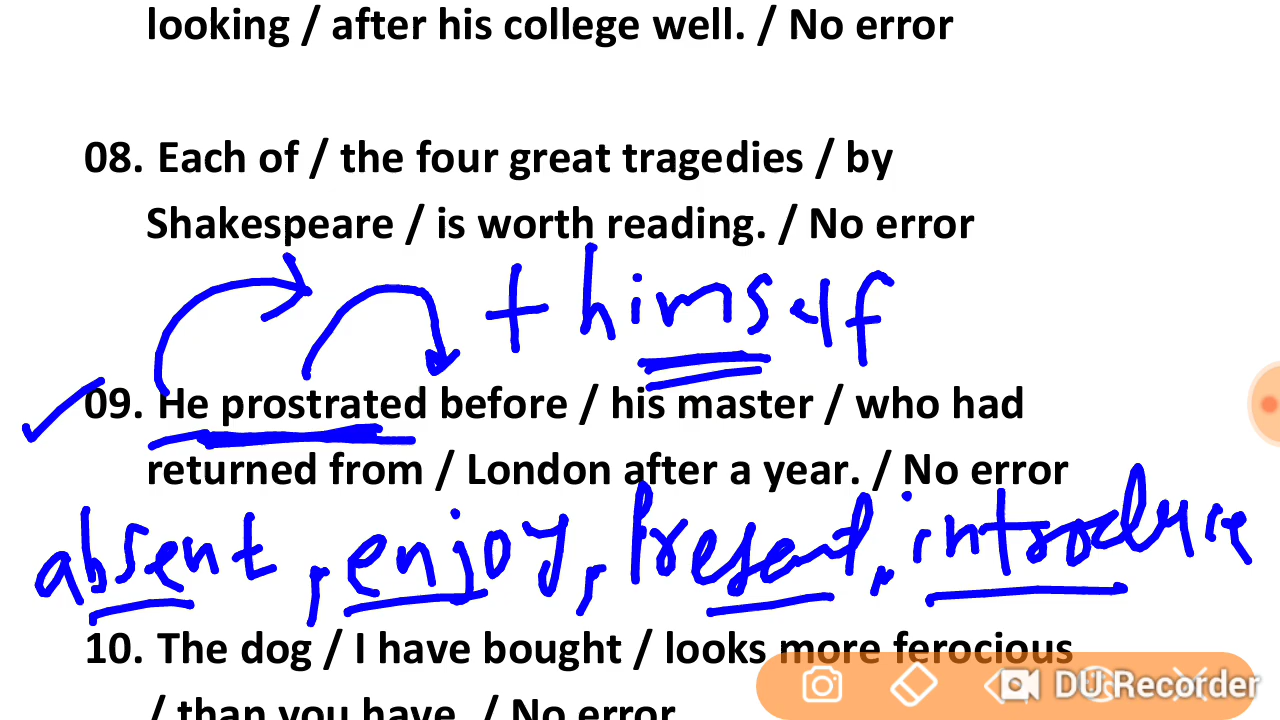 looking / after his college well. / No error
08. Each of / the four great tragedies / by
Shakespeare / is worth reading. / No error
+ himself
09. He prostrated before / his master / who had
returned from / London after a year. / No error
absent, enjoy, Present, introduce
10. The dog / I have bought / looks more ferocious
/ than you have. / No error
DU Recorder